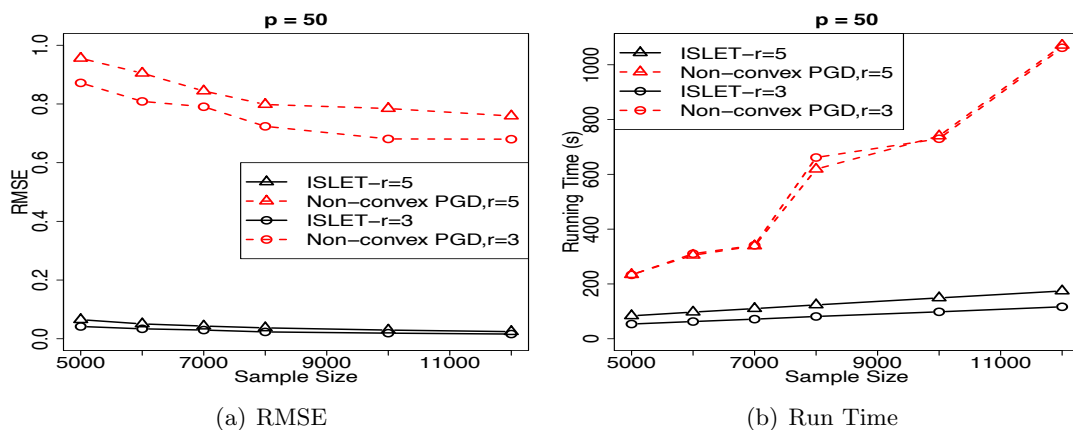 p = 50
RMSE
0.0 0.2 0.4 0.6 0.8 1.0
ISLET−r=5
Non−convex PGD,r=5
ISLET−r=3
Non−convex PGD,r=3
5000 7000 9000 11000
Sample Size
(a) RMSE
p = 50
Running Time (s)
0 200 400 600 800 1000
ISLET−r=5
Non−convex PGD,r=5
ISLET−r=3
Non−convex PGD,r=3
5000 7000 9000 11000
Sample Size
(b) Run Time